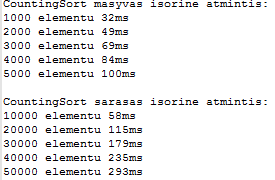 CountingSort masyvas isorine atmintis:
1000 elementu 32ms
2000 elementu 49ms
3000 elementu 69ms
4000 elementu 84ms
5000 elementu 100ms
CountingSort sarasas isorine atmintis:
10000 elementu 58ms
20000 elementu 115ms
30000 elementu 179ms
40000 elementu 235ms
50000 elementu 293ms